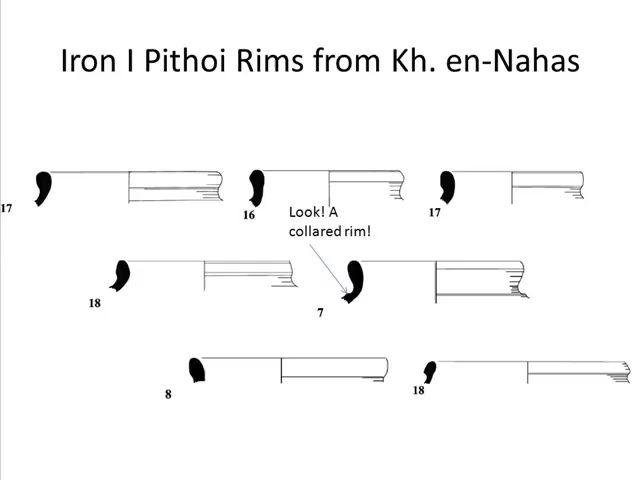 Iron I Pithoi Rims from Kh. en-Nahas
17
16
17
Look! A
collared rim!
18
7
8
18